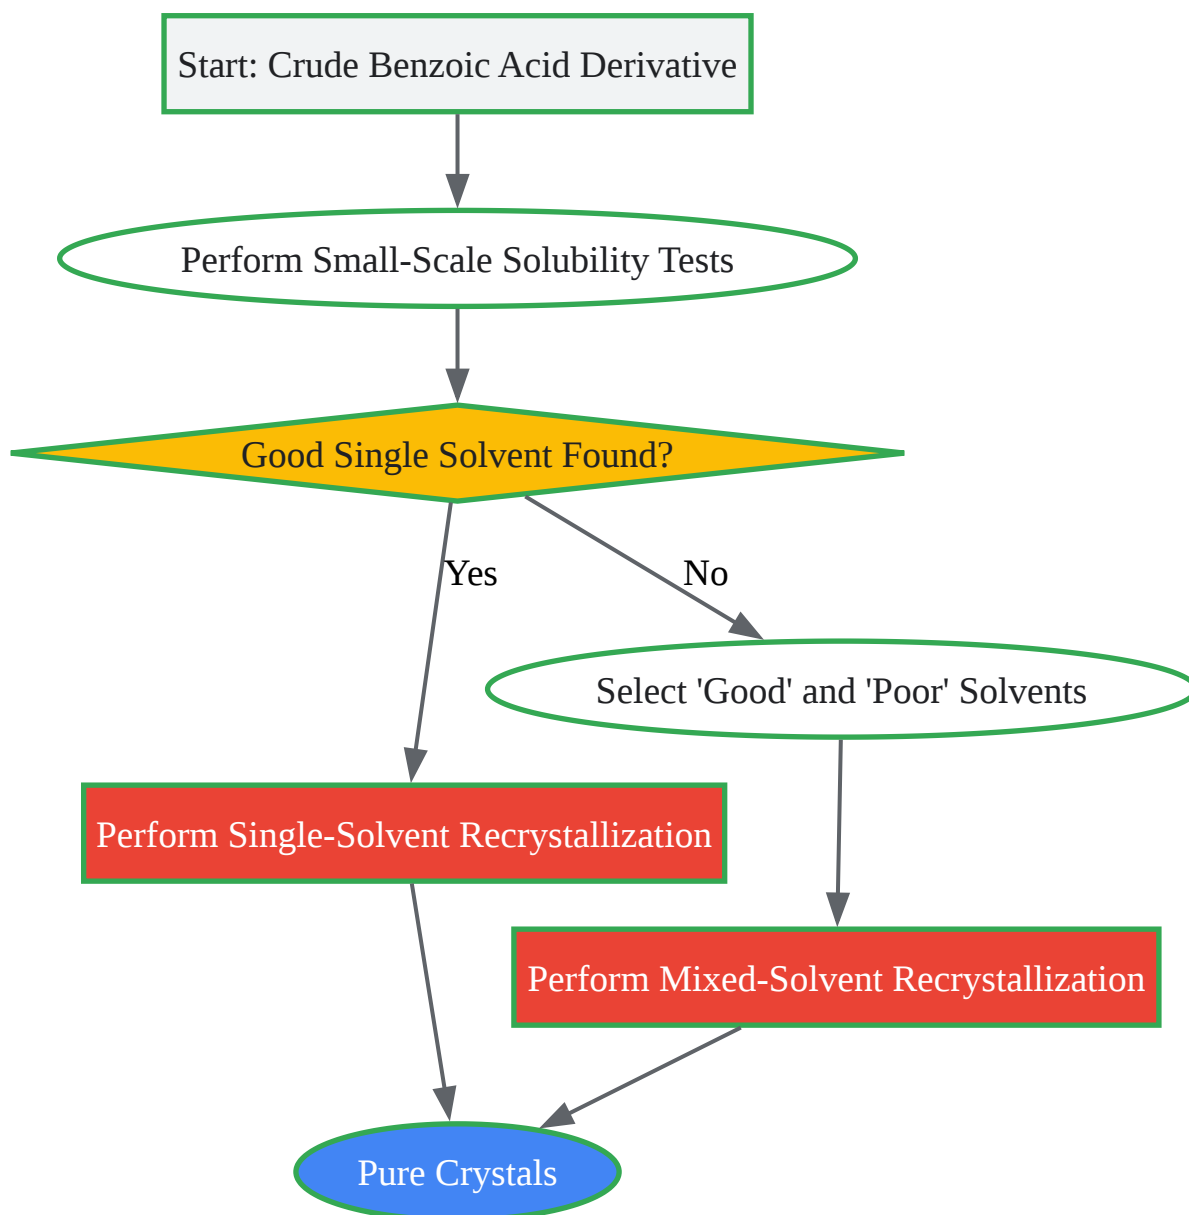 Start: Crude Benzoic Acid Derivative
Perform Small-Scale Solubility Tests
Good Single Solvent Found?
Yes
No
Select 'Good' and 'Poor' Solvents
Perform Single-Solvent Recrystallization
Perform Mixed-Solvent Recrystallization
Pure Crystals